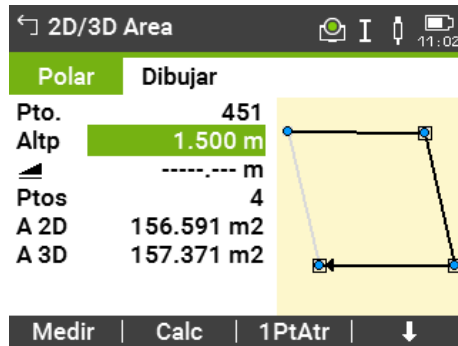 2D/3D Area
I
11:02
Polar Dibujar
Pto. 451
Altp 1.500 m
-----.--- m
Ptos 4
A 2D 156.591 m2
A 3D 157.371 m2
Medir | Calc | 1PtAtr |